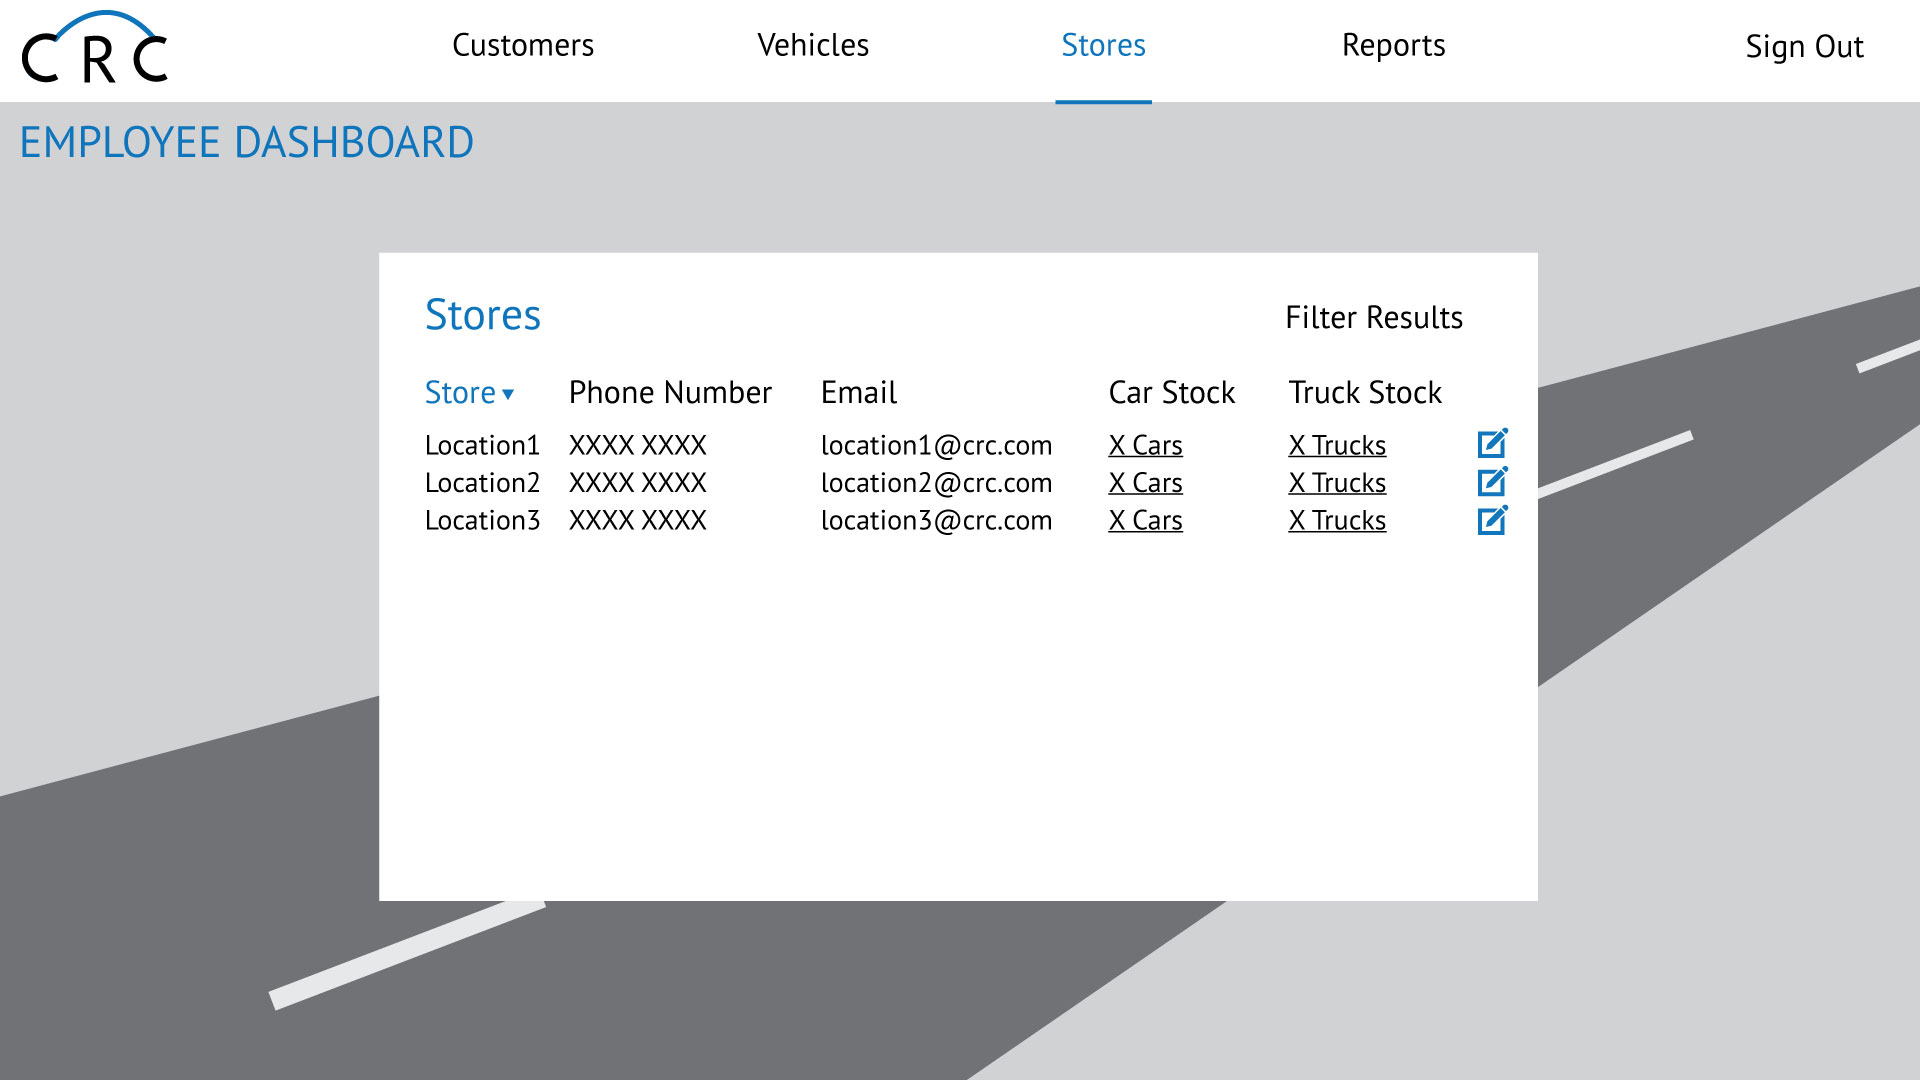 CRC
Customers Vehicles Stores Reports Sign Out
EMPLOYEE DASHBOARD
Stores Filter Results
Store Phone Number Email Car Stock Truck Stock
Location1 XXXX XXXX location1@crc.com X Cars X Trucks
Location2 XXXX XXXX location2@crc.com X Cars X Trucks
Location3 XXXX XXXX location3@crc.com X Cars X Trucks